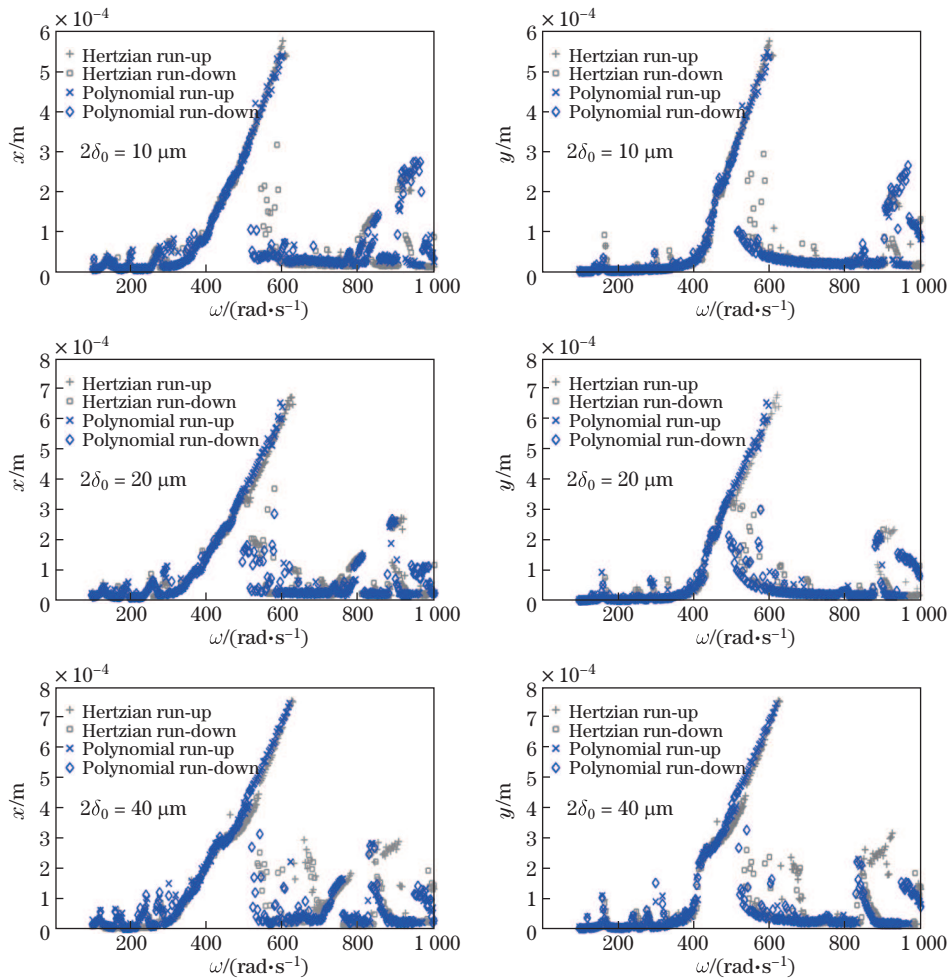 × 10⁻⁴
6
5
4
3
2
1
0
x/m
Hertzian run-up
Hertzian run-down
Polynomial run-up
Polynomial run-down
2δ₀ = 10 μm
200 400 600 800 1 000
ω/(rad•s⁻¹)
× 10⁻⁴
6
5
4
3
2
1
0
y/m
Hertzian run-up
Hertzian run-down
Polynomial run-up
Polynomial run-down
2δ₀ = 10 μm
200 400 600 800 1 000
ω/(rad•s⁻¹)
× 10⁻⁴
8
7
6
5
4
3
2
1
0
x/m
Hertzian run-up
Hertzian run-down
Polynomial run-up
Polynomial run-down
2δ₀ = 20 μm
200 400 600 800 1 000
ω/(rad•s⁻¹)
× 10⁻⁴
8
7
6
5
4
3
2
1
0
y/m
Hertzian run-up
Hertzian run-down
Polynomial run-up
Polynomial run-down
2δ₀ = 20 μm
200 400 600 800 1 000
ω/(rad•s⁻¹)
× 10⁻⁴
8
7
6
5
4
3
2
1
0
x/m
Hertzian run-up
Hertzian run-down
Polynomial run-up
Polynomial run-down
2δ₀ = 40 μm
200 400 600 800 1 000
ω/(rad•s⁻¹)
× 10⁻⁴
8
7
6
5
4
3
2
1
0
y/m
Hertzian run-up
Hertzian run-down
Polynomial run-up
Polynomial run-down
2δ₀ = 40 μm
200 400 600 800 1 000
ω/(rad•s⁻¹)